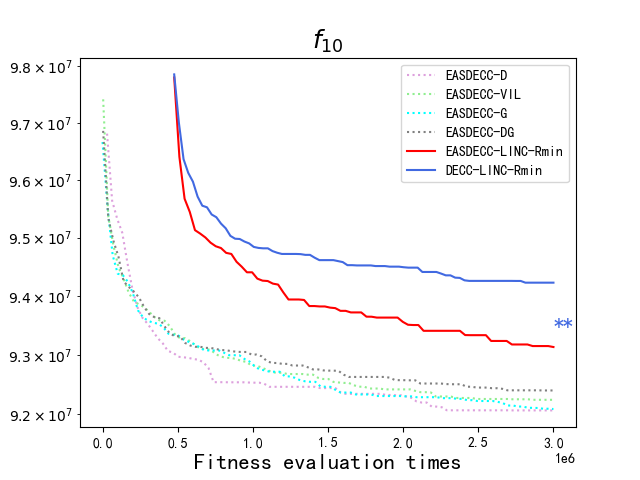 f10
9.8 × 10^7
9.7 × 10^7
9.6 × 10^7
9.5 × 10^7
9.4 × 10^7
9.3 × 10^7
9.2 × 10^7
EASDECC-D
EASDECC-VIL
EASDECC-G
EASDECC-DG
EASDECC-LINC-Rmin
DECC-LINC-Rmin
**
0.0 0.5 1.0 1.5 2.0 2.5 3.0
1e6
Fitness evaluation times